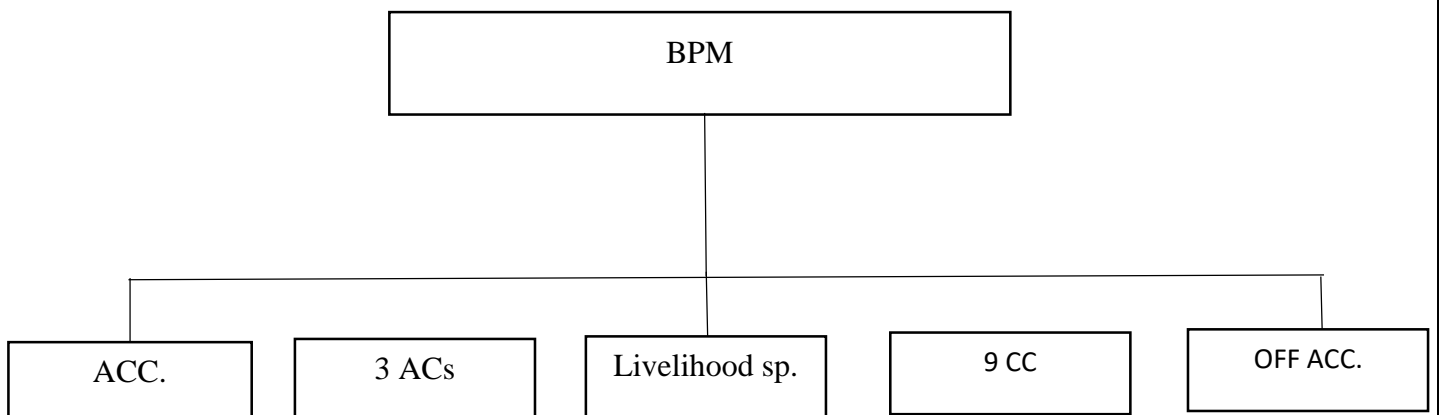 BPM
ACC.
3 ACs
Livelihood sp.
9 CC
OFF ACC.